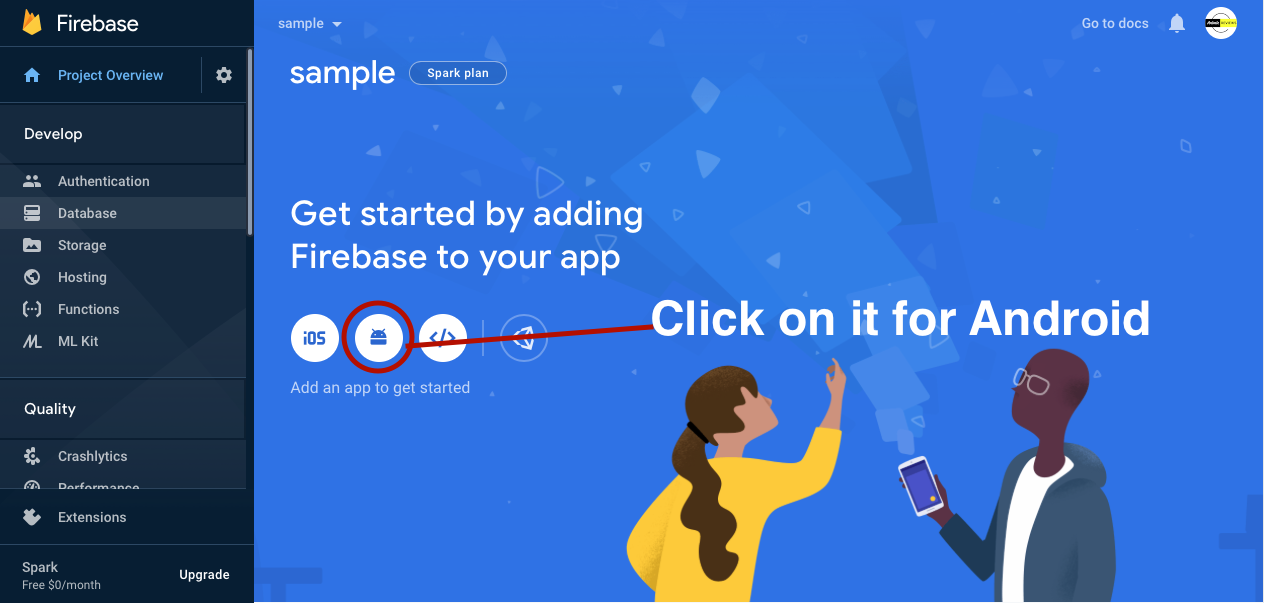 Firebase
sample
Go to docs
Project Overview
sample
Spark plan
Develop
Authentication
Database
Storage
Hosting
Functions
ML Kit
Get started by adding
Firebase to your app
Click on it for Android
iOS
</>
Add an app to get started
Quality
Crashlytics
Performance
Extensions
Spark
Free $0/month
Upgrade